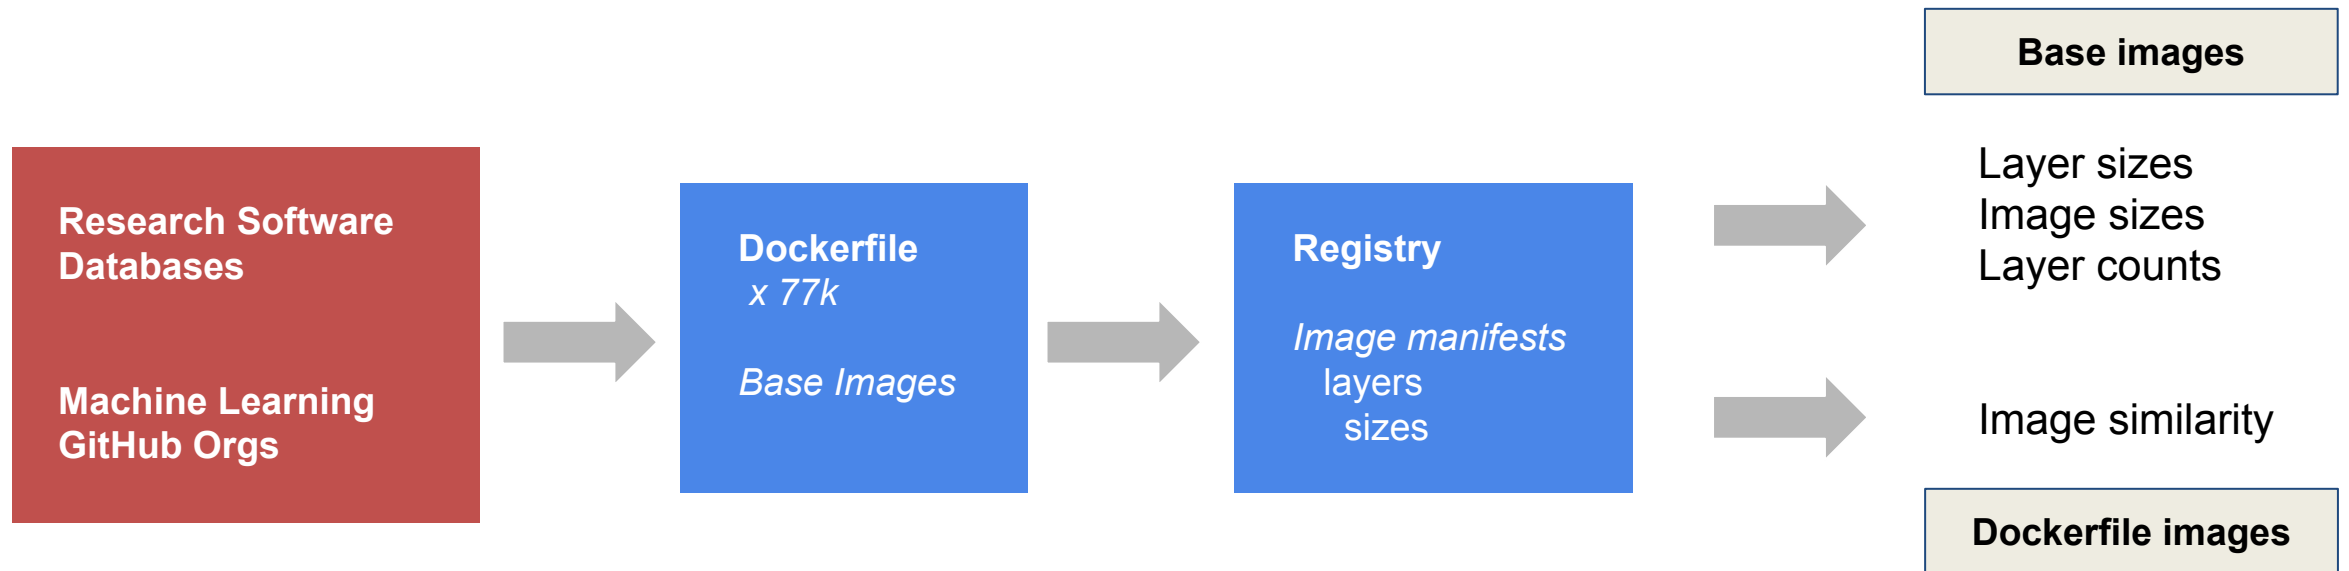 Research Software
Databases
Machine Learning
GitHub Orgs
Dockerfile
x 77k
Base Images
Registry
Image manifests
layers
sizes
Base images
Layer sizes
Image sizes
Layer counts
Image similarity
Dockerfile images